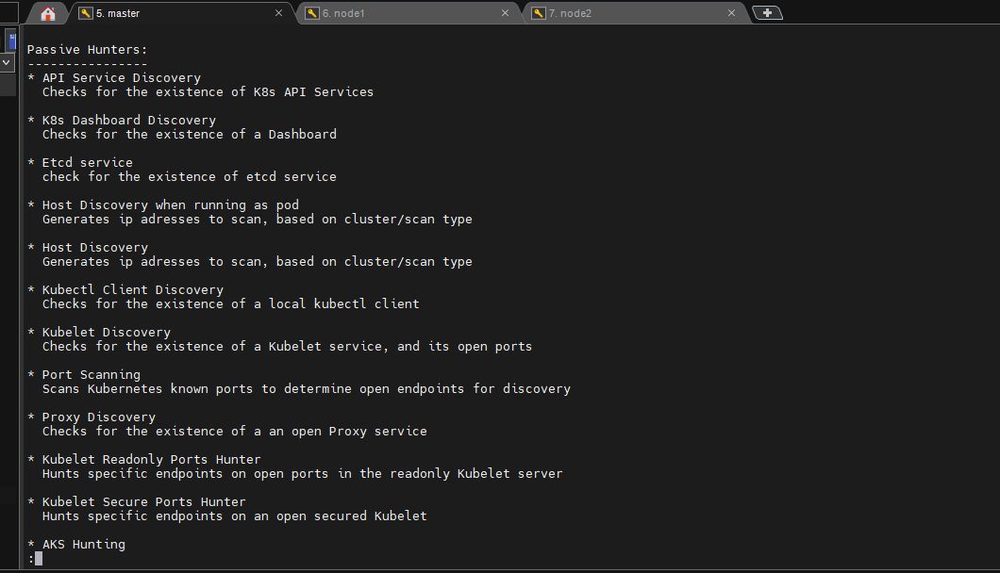 5. master
6. node1
7. node2
Passive Hunters:
----------------
* API Service Discovery
Checks for the existence of K8s API Services
* K8s Dashboard Discovery
Checks for the existence of a Dashboard
* Etcd service
check for the existence of etcd service
* Host Discovery when running as pod
Generates ip adresses to scan, based on cluster/scan type
* Host Discovery
Generates ip adresses to scan, based on cluster/scan type
* Kubectl Client Discovery
Checks for the existence of a local kubectl client
* Kubelet Discovery
Checks for the existence of a Kubelet service, and its open ports
* Port Scanning
Scans Kubernetes known ports to determine open endpoints for discovery
* Proxy Discovery
Checks for the existence of a an open Proxy service
* Kubelet Readonly Ports Hunter
Hunts specific endpoints on open ports in the readonly Kubelet server
* Kubelet Secure Ports Hunter
Hunts specific endpoints on an open secured Kubelet
* AKS Hunting
: